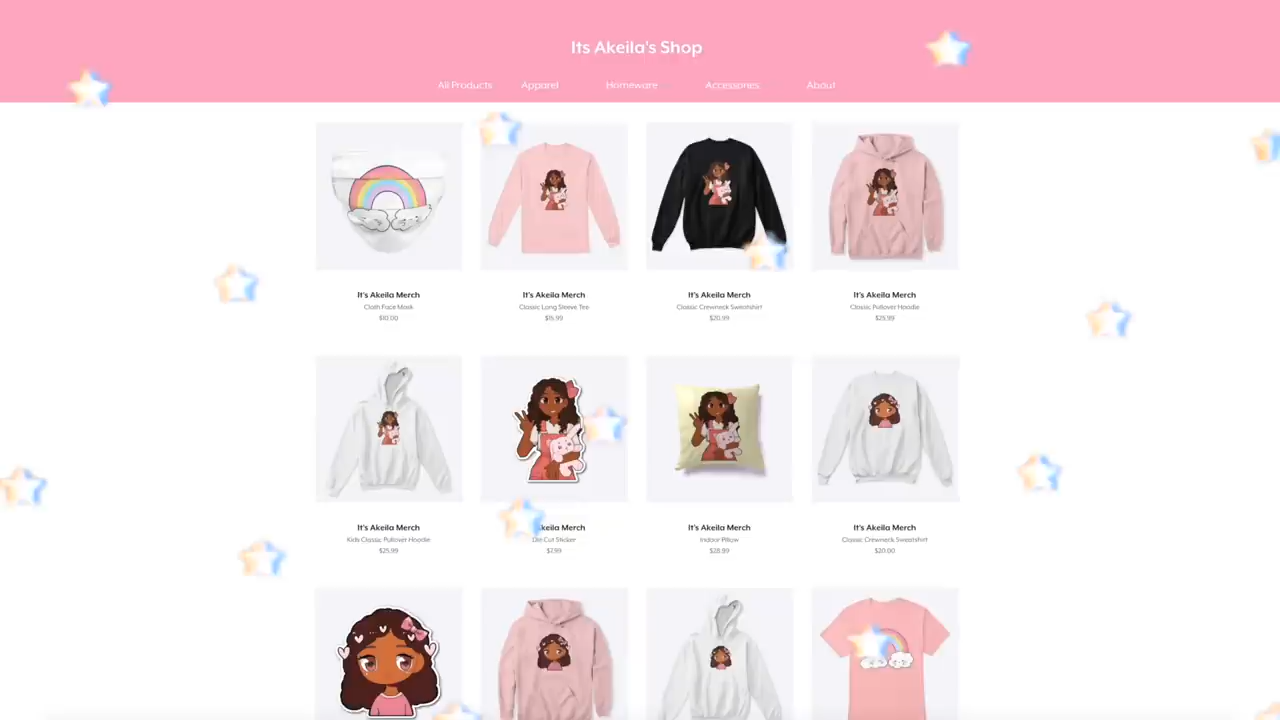 Its Akeila's Shop
All Products Apparel Homeware Accessories About
It's Akeila Merch It's Akeila Merch It's Akeila Merch It's Akeila Merch
Cloth Face Mask Classic Long Sleeve Tee Classic Crewneck Sweatshirt Classic Pullover Hoodie
$10.00 $16.99 $20.99 $25.99
It's Akeila Merch Akeila Merch It's Akeila Merch It's Akeila Merch
Kids Classic Pullover Hoodie Die Cut Sticker Indoor Pillow Classic Crewneck Sweatshirt
$25.99 $7.99 $28.99 $20.00